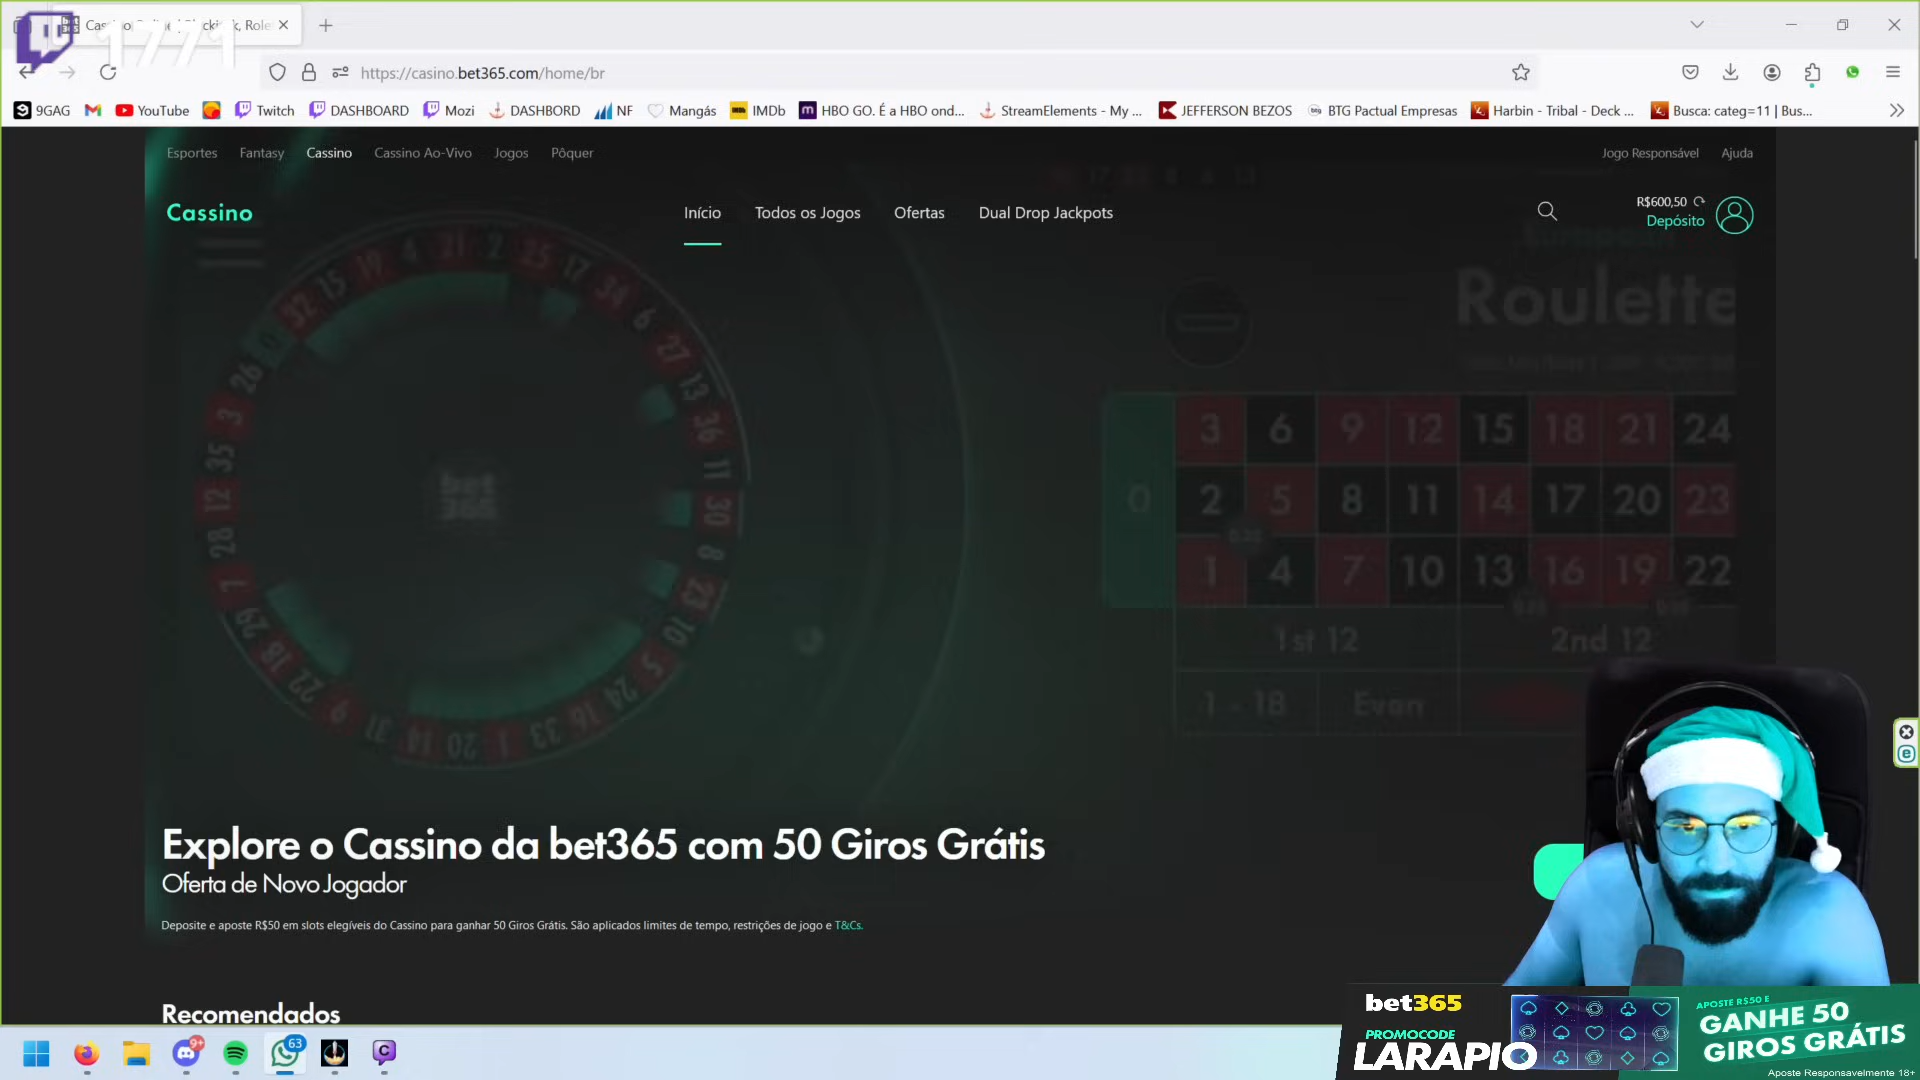 1771
https://casino.bet365.com/home/br
9GAG
YouTube
Twitch
DASHBOARD
Mozi
DASHBORD
NF
Mangás
IMDb
HBO GO. É a HBO ond...
StreamElements - My ...
JEFFERSON BEZOS
BTG Pactual Empresas
Harbin - Tribal - Deck ...
Busca: categ=11 | Bus...
Esportes
Fantasy
Cassino
Cassino Ao-Vivo
Jogos
Pôquer
Jogo Responsável
Ajuda
Cassino
Início
Todos os Jogos
Ofertas
Dual Drop Jackpots
R$600,50
Depósito
Roulette
3 6 9 12 15 18 21 24
0 2 5 8 11 14 17 20 23
1 4 7 10 13 16 19 22
1st 12
2nd 12
1 - 18
Even
bet
365
Explore o Cassino da bet365 com 50 Giros Grátis
Oferta de Novo Jogador
Deposite e aposte R$50 em slots elegíveis do Cassino para ganhar 50 Giros Grátis. São aplicados limites de tempo, restrições de jogo e T&Cs.
Recomendados
9+
63
bet365
PROMOCODE
LARAPIO
APOSTE R$50 E
GANHE 50
GIROS GRÁTIS
Aposte Responsavelmente 18+